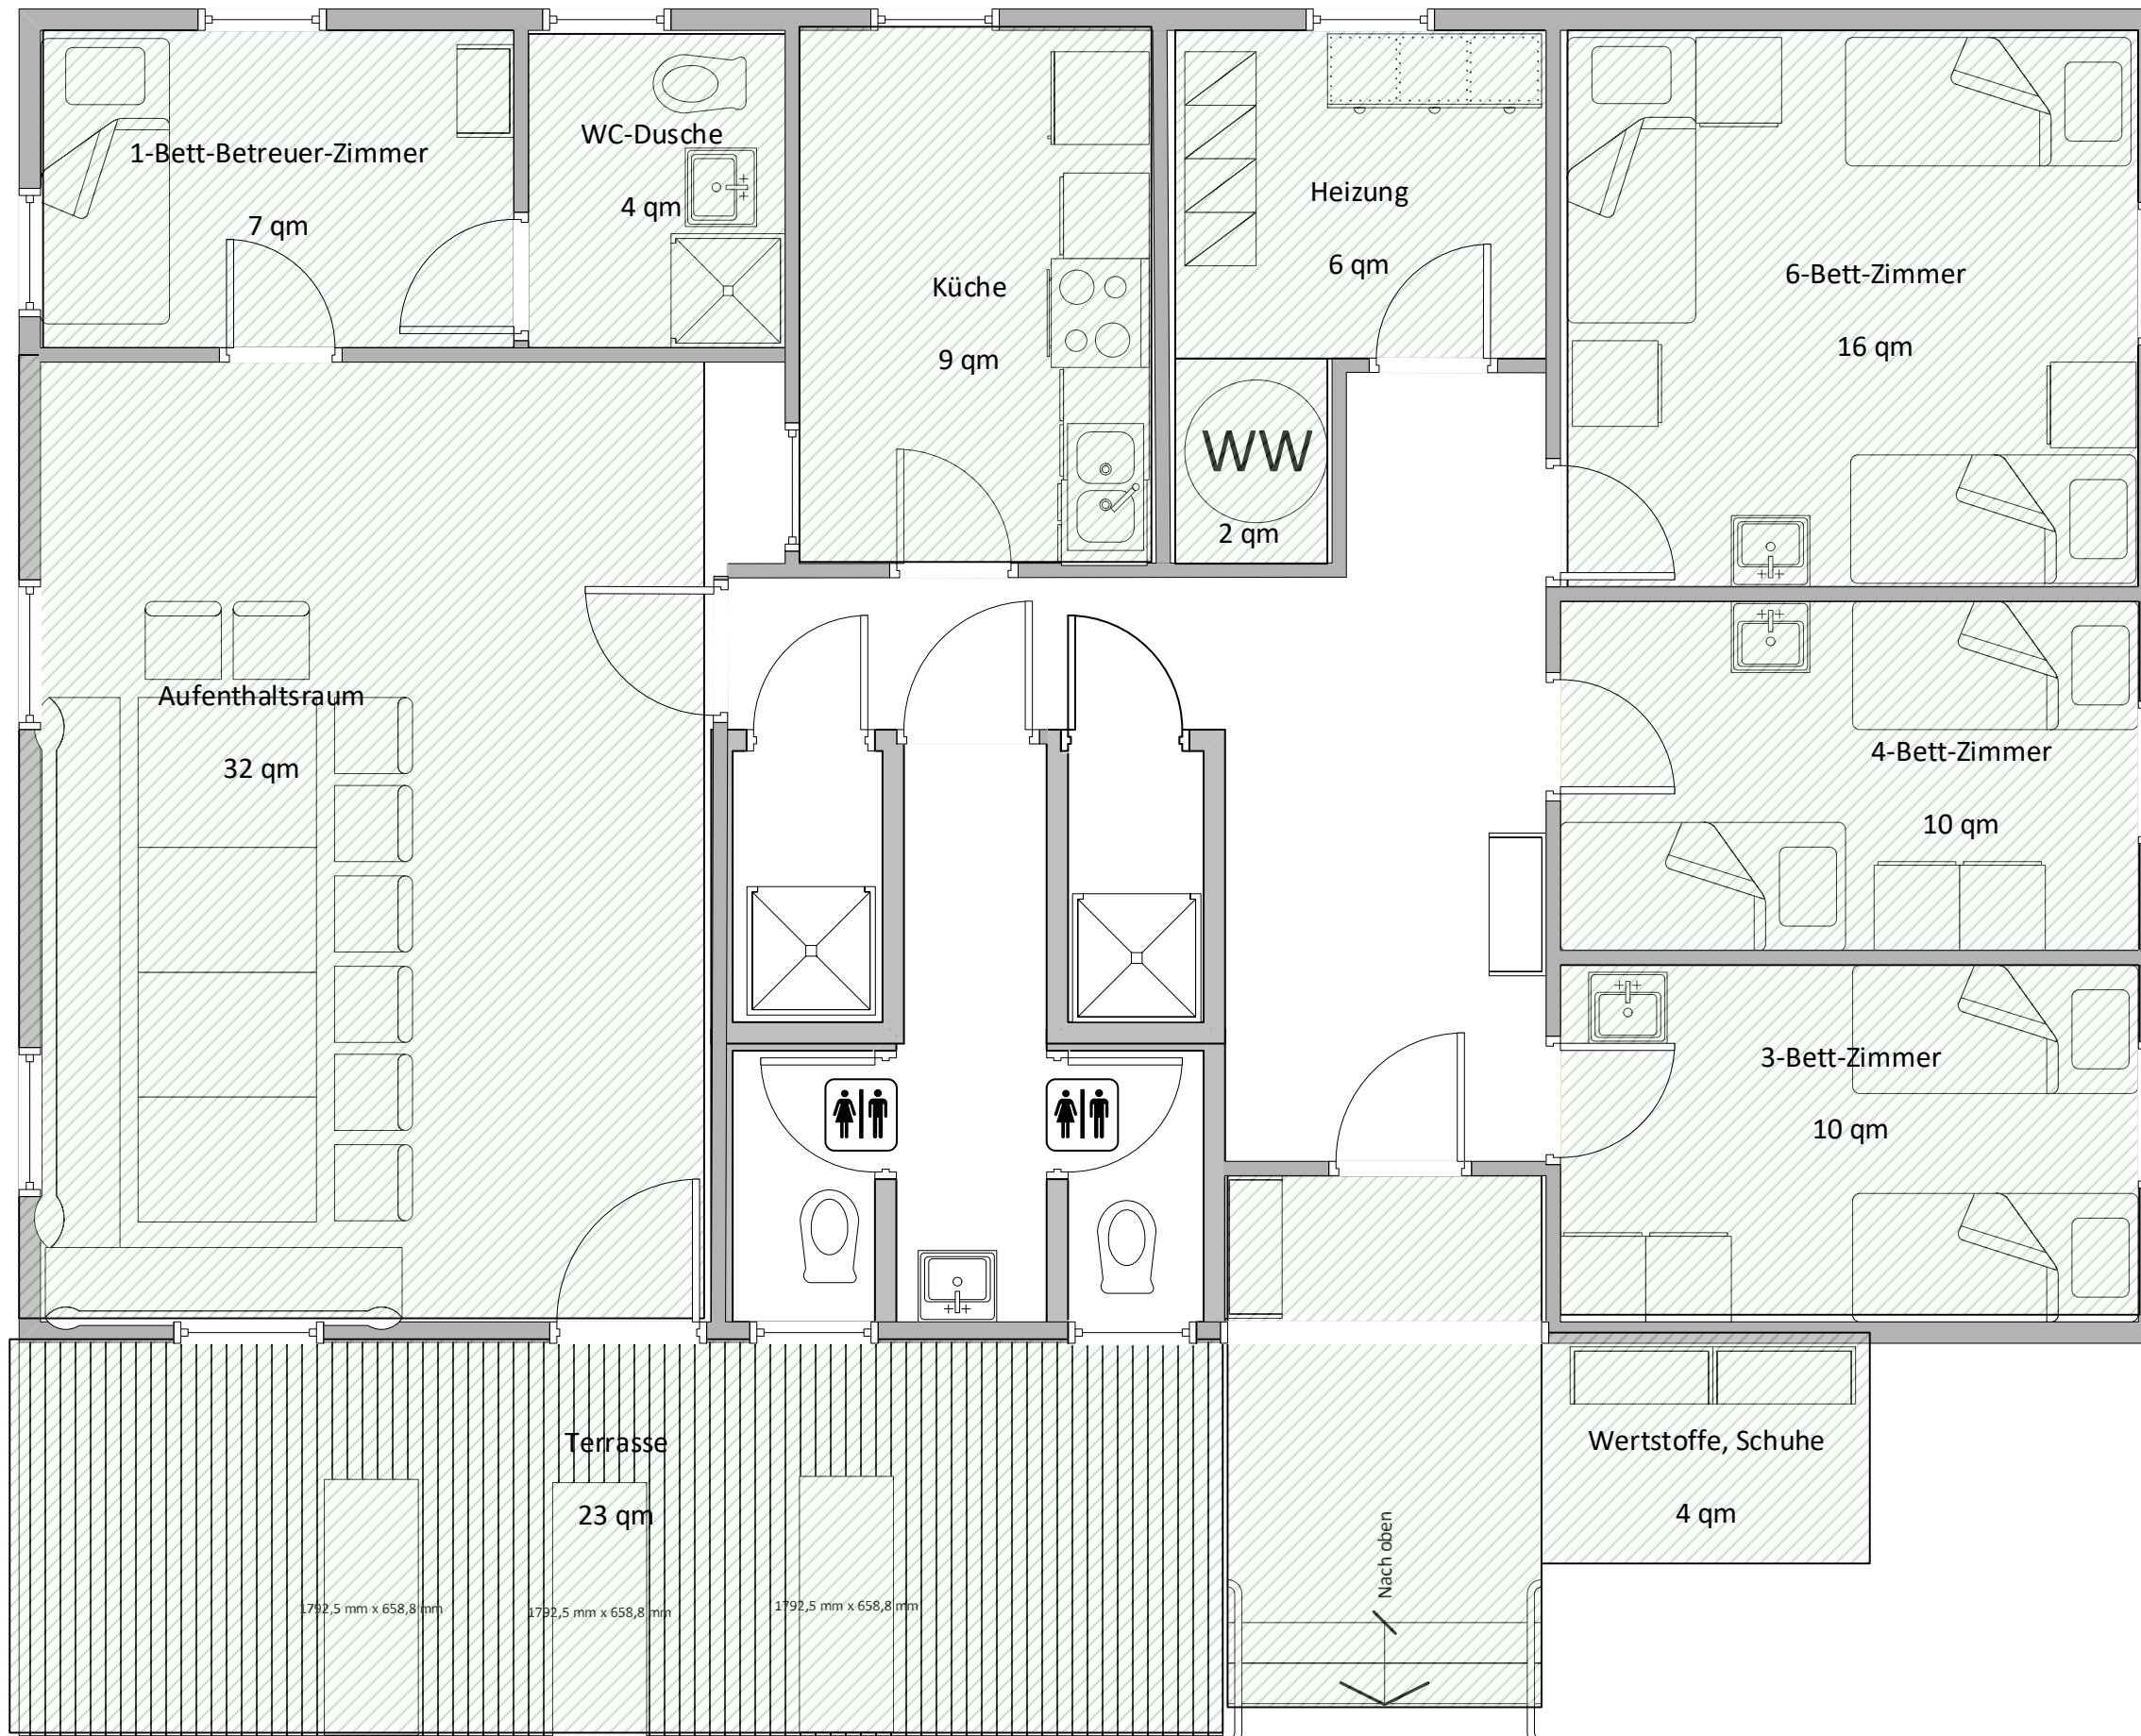 1-Bett-Betreuer-Zimmer
7 qm
WC-Dusche
4 qm
Küche
9 qm
Heizung
6 qm
WW
2 qm
6-Bett-Zimmer
16 qm
Aufenthaltsraum
32 qm
4-Bett-Zimmer
10 qm
3-Bett-Zimmer
10 qm
Terrasse
23 qm
1792,5 mm x 658,8 mm
1792,5 mm x 658,8 mm
1792,5 mm x 658,8 mm
Nach oben
Wertstoffe, Schuhe
4 qm